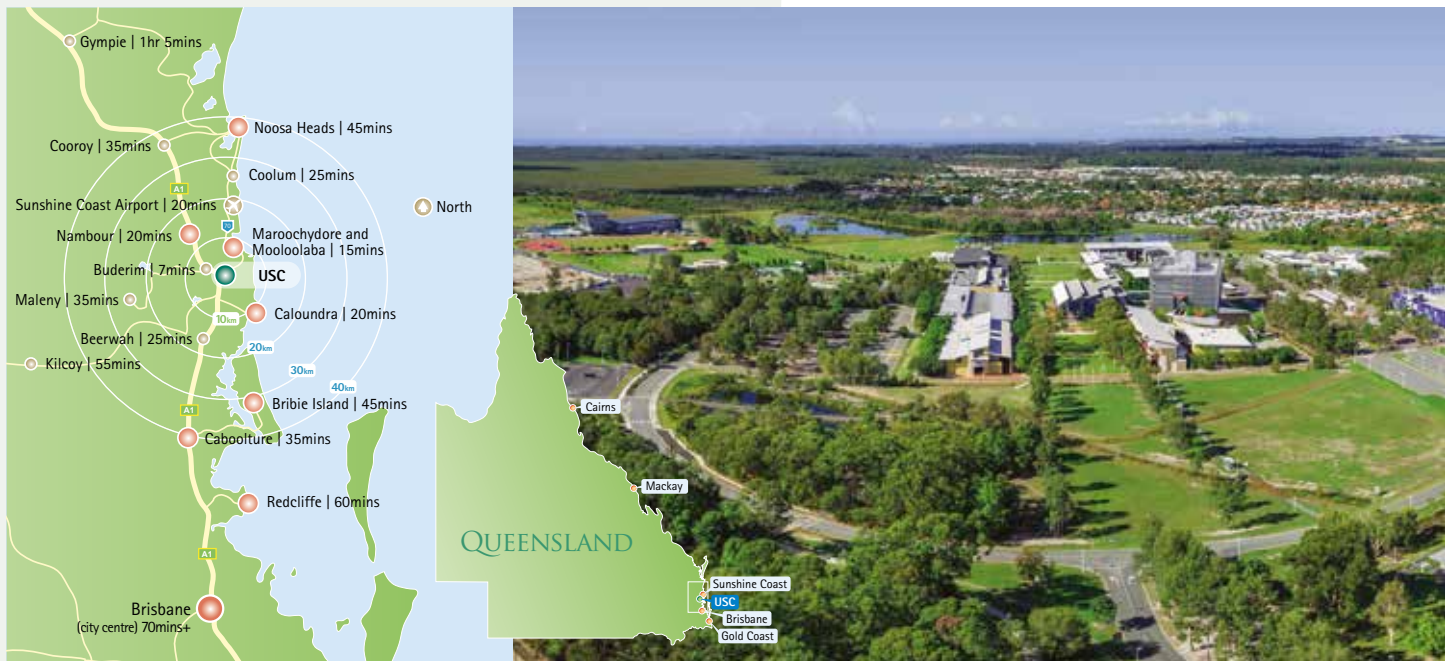 Gympie | 1hr 5mins
Noosa Heads | 45mins
Cooroy | 35mins
Coolum | 25mins
A1
Sunshine Coast Airport | 20mins
North
70
Nambour | 20mins
Maroochydore and
Mooloolaba | 15mins
Buderim | 7mins
USC
Maleny | 35mins
10km
Caloundra | 20mins
Beerwah | 25mins
20km
Kilcoy | 55mins
30km
40km
A1
Bribie Island | 45mins
Caboolture | 35mins
Redcliffe | 60mins
A1
Brisbane
(city centre) 70mins+
Cairns
Mackay
QUEENSLAND
Sunshine Coast
USC
Brisbane
Gold Coast